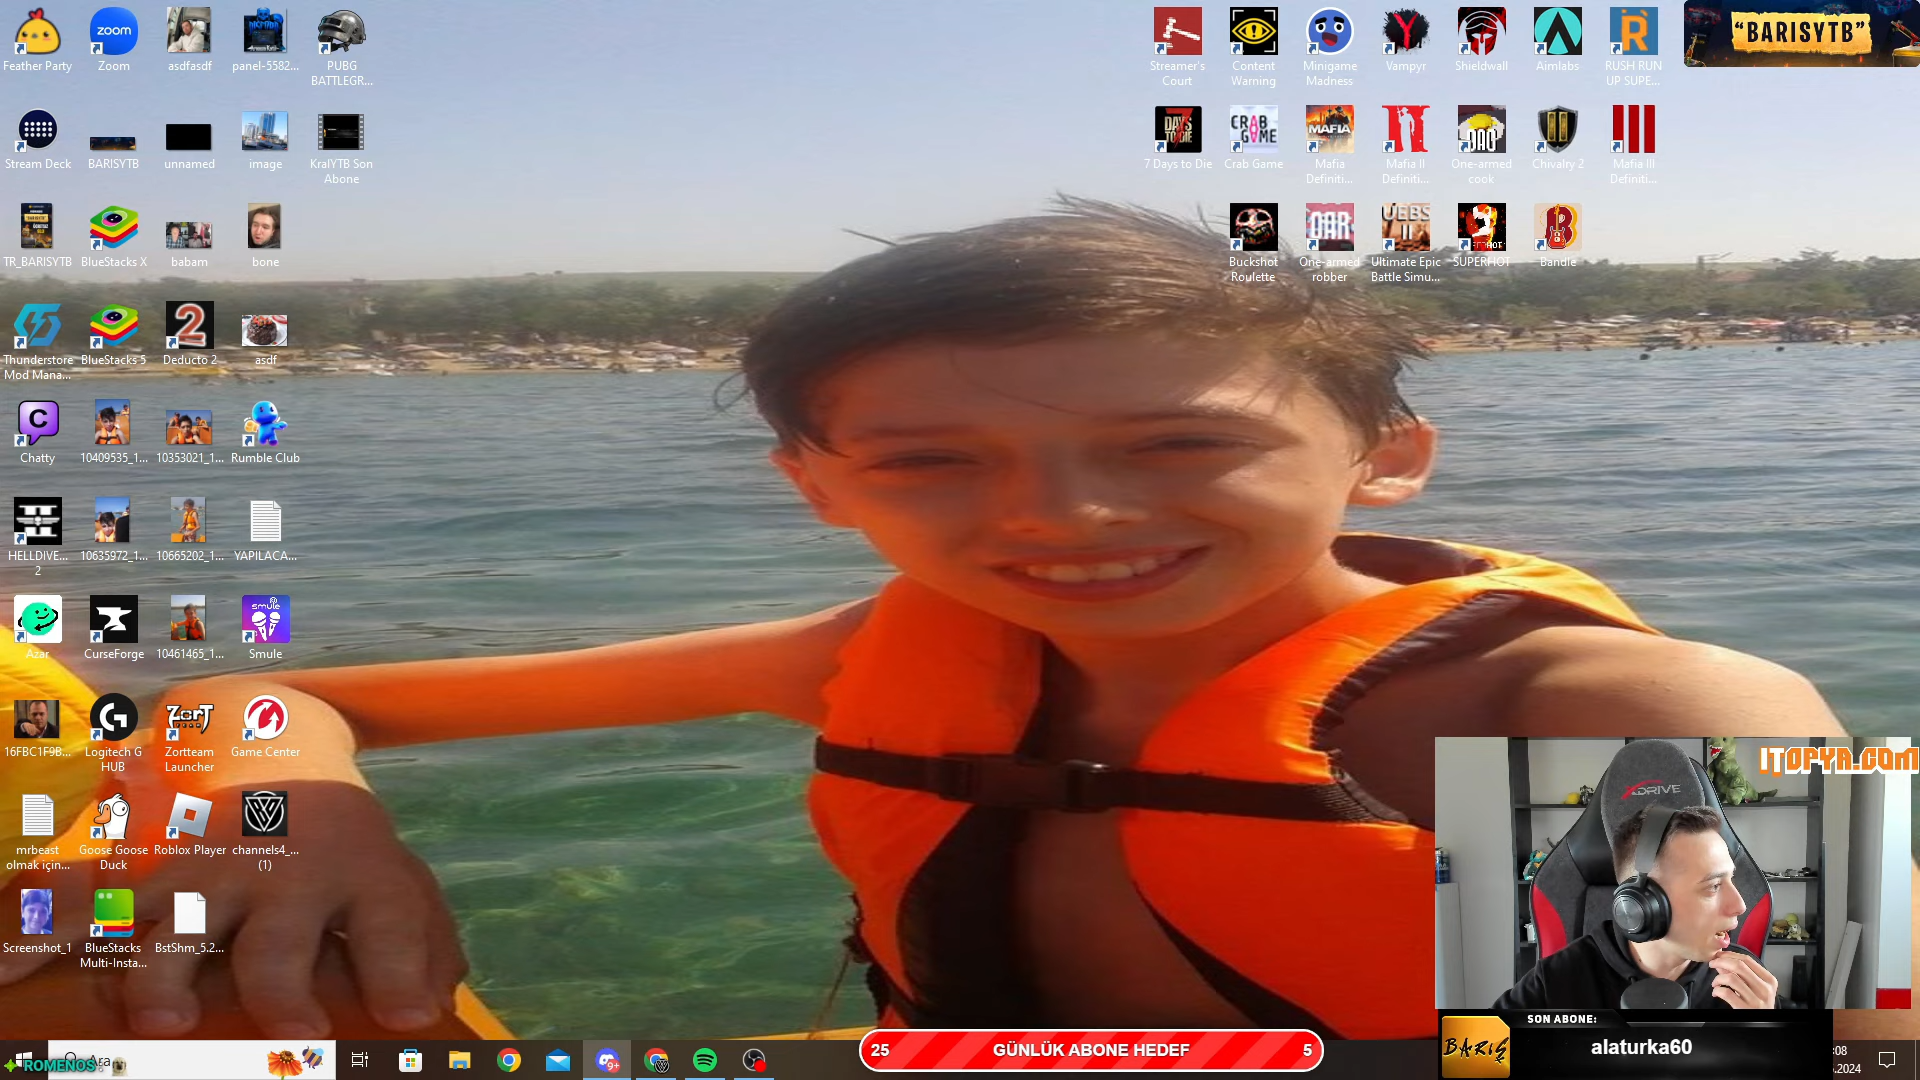 Feather Party
Zoom
asdfasdf
panel-5582...
PUBG
BATTLEGR...
Streamer's
Court
Content
Warning
Minigame
Madness
Vampyr
Shieldwall
Aimlabs
RUSH RUN
UP SUPE...
"BARISYTB"
Stream Deck
BARISYTB
unnamed
image
KralYTB Son
Abone
7 Days to Die
Crab Game
Mafia
Definiti...
Mafia II
Definiti...
One-armed
cook
Chivalry 2
Mafia III
Definiti...
TR_BARISYTB
BlueStacks X
babam
bone
Buckshot
Roulette
One-armed
robber
Ultimate Epic
Battle Simu...
SUPERHOT
Bandle
Thunderstore
Mod Mana...
BlueStacks 5
Deducto 2
asdf
Chatty
10409535_1...
10353021_1...
Rumble Club
HELLDIVE...
2
10635972_1...
10665202_1...
YAPILACA...
Azar
CurseForge
10461465_1...
Smule
16FBC1F9B...
Logitech G
HUB
Zortteam
Launcher
Game Center
mrbeast
olmak için...
Goose Goose
Duck
Roblox Player
channels4_...
(1)
Screenshot_1
BlueStacks
Multi-Insta...
BstShm_5.2...
ITOPYA.COM
XDRIVE
SON ABONE:
alaturka60
BARIŞ
25 GÜNLÜK ABONE HEDEF 5
ROMENOS
Ara
9+
:08
.2024